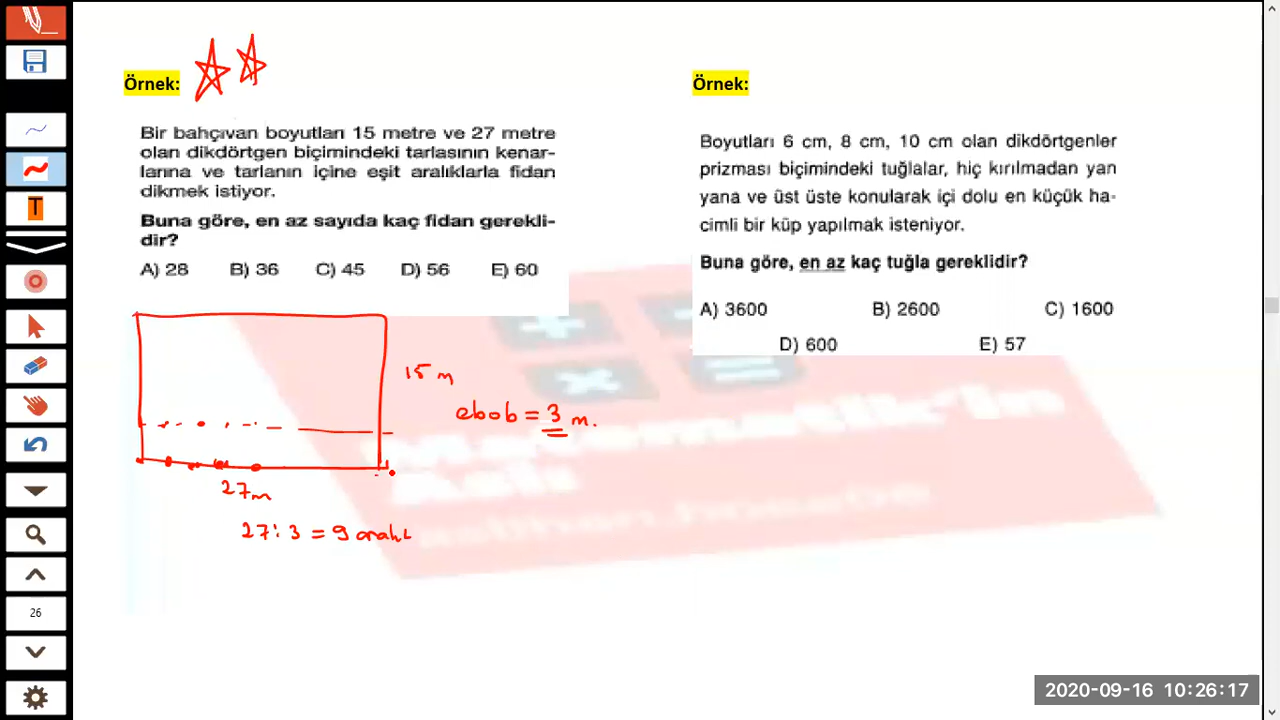 Örnek:
Bir bahçıvan boyutları 15 metre ve 27 metre
olan dikdörtgen biçimindeki tarlasının kenar-
larına ve tarlanın içine eşit aralıklarla fidan
dikmek istiyor.
Buna göre, en az sayıda kaç fidan gerekli-
dir?
A) 28 B) 36 C) 45 D) 56 E) 60
15 m
ebob = 3 m.
27m
27 : 3 = 9 aralık
Örnek:
Boyutları 6 cm, 8 cm, 10 cm olan dikdörtgenler
prizması biçimindeki tuğlalar, hiç kırılmadan yan
yana ve üst üste konularak içi dolu en küçük ha-
cimli bir küp yapılmak isteniyor.
Buna göre, en az kaç tuğla gereklidir?
A) 3600 B) 2600 C) 1600
D) 600 E) 57
T
26
2020-09-16 10:26:17